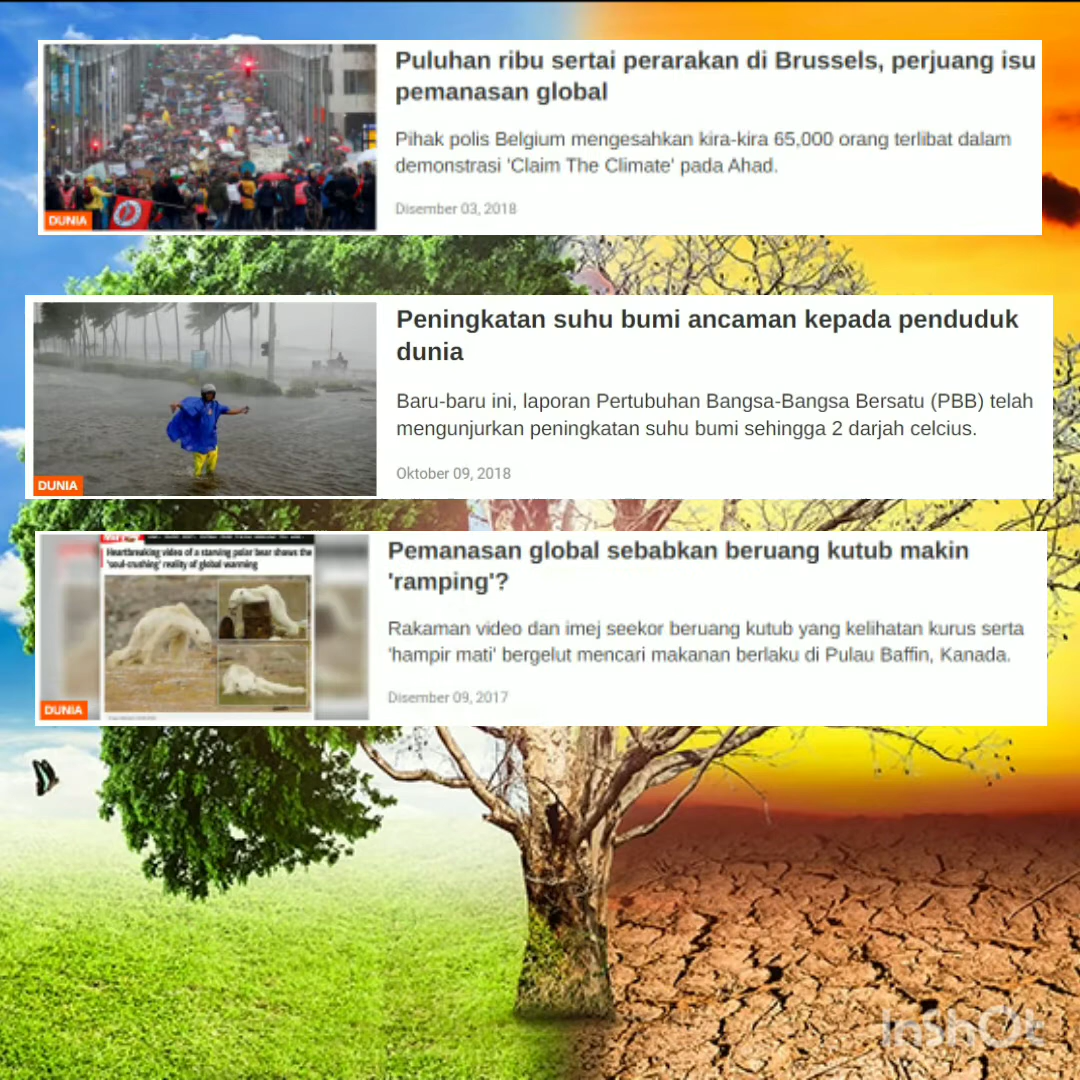 Puluhan ribu sertai perarakan di Brussels, perjuang isu
pemanasan global
Pihak polis Belgium mengesahkan kira-kira 65,000 orang terlibat dalam
demonstrasi 'Claim The Climate' pada Ahad.
Disember 03, 2018
DUNIA
Peningkatan suhu bumi ancaman kepada penduduk
dunia
Baru-baru ini, laporan Pertubuhan Bangsa-Bangsa Bersatu (PBB) telah
mengunjurkan peningkatan suhu bumi sehingga 2 darjah celcius.
Oktober 09, 2018
DUNIA
Heartbreaking video of a starving polar bear shows the
'soul-crushing' reality of global warming
Pemanasan global sebabkan beruang kutub makin
'ramping'?
Rakaman video dan imej seekor beruang kutub yang kelihatan kurus serta
'hampir mati' bergelut mencari makanan berlaku di Pulau Baffin, Kanada.
Disember 09, 2017
DUNIA
InShOt